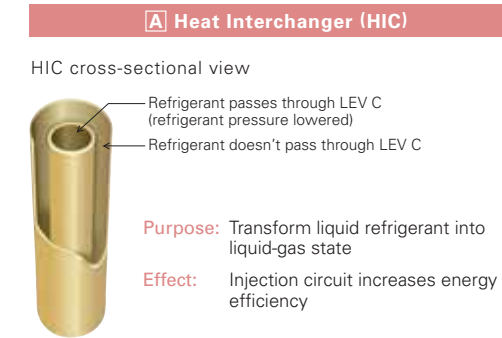 A Heat Interchanger (HIC)
HIC cross-sectional view
Refrigerant passes through LEV C
(refrigerant pressure lowered)
Refrigerant doesn't pass through LEV C
Purpose: Transform liquid refrigerant into
liquid-gas state
Effect: Injection circuit increases energy
efficiency